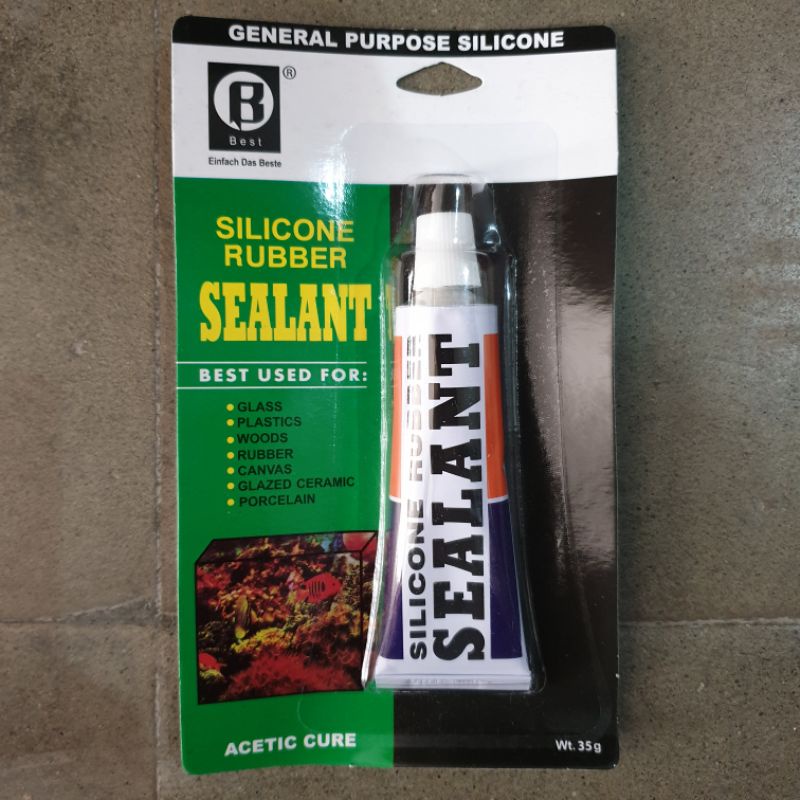 GENERAL PURPOSE SILICONE
B
®
Best
Einfach Das Beste
SILICONE
RUBBER
SEALANT
BEST USED FOR:
GLASS
PLASTICS
WOODS
RUBBER
CANVAS
GLAZED CERAMIC
PORCELAIN
ACETIC CURE
SILICONE RUBBER
SEALANT
Wt. 35g